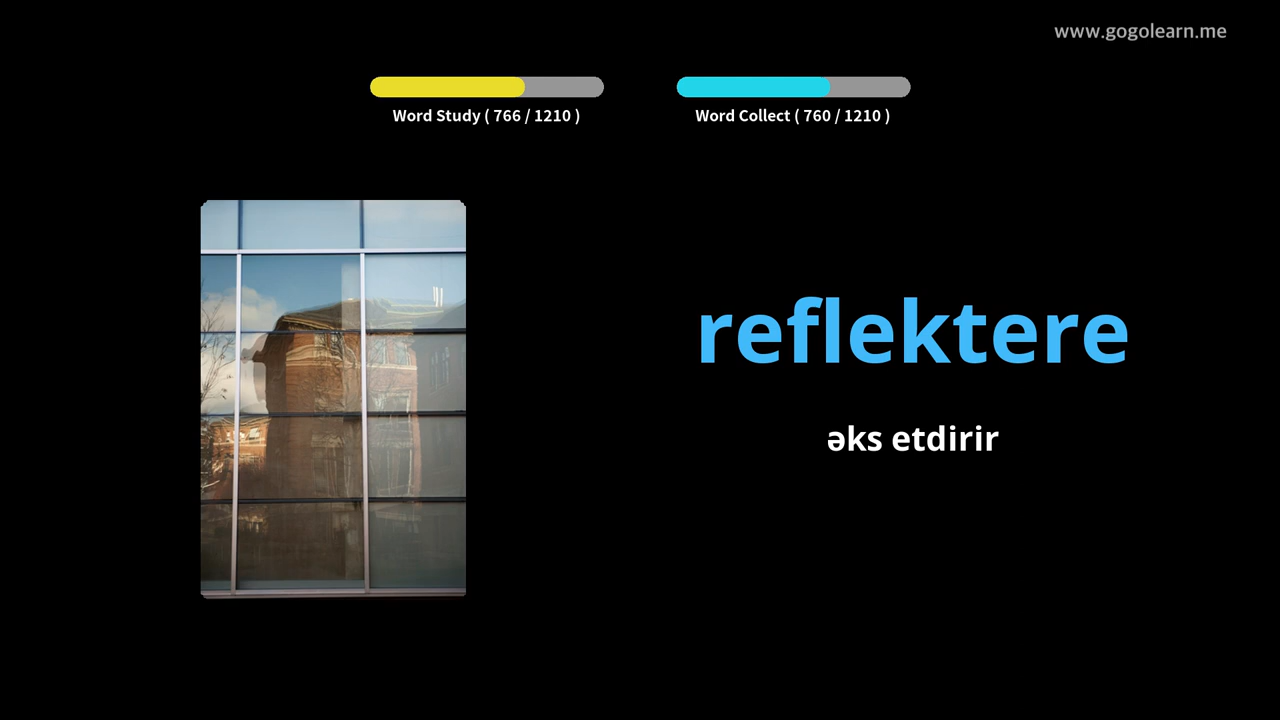 www.gogolearn.me
Word Study ( 766 / 1210 )
Word Collect ( 760 / 1210 )
reflektere
əks etdirir